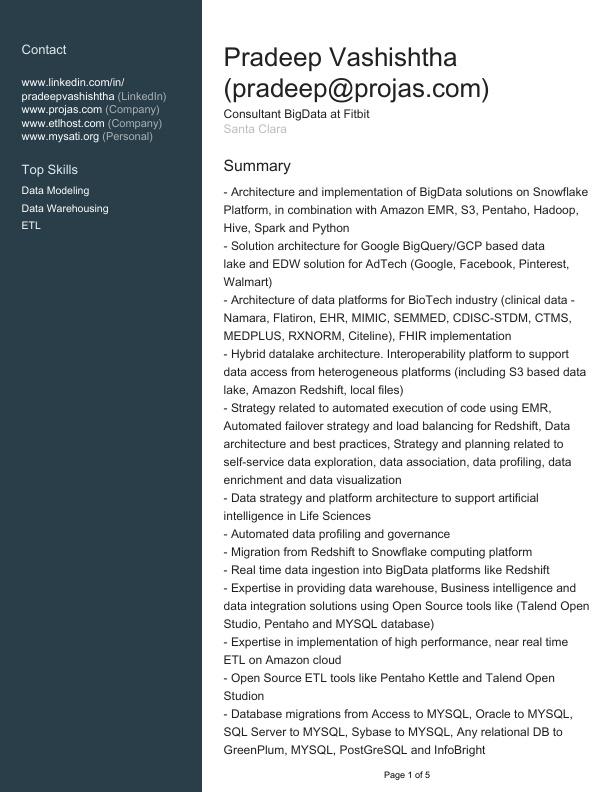 Contact
www.linkedin.com/in/
pradeepvashishtha (LinkedIn)
www.projas.com (Company)
www.etlhost.com (Company)
www.mysati.org (Personal)
Top Skills
Data Modeling
Data Warehousing
ETL
Pradeep Vashishtha
(pradeep@projas.com)
Consultant BigData at Fitbit
Santa Clara
Summary
- Architecture and implementation of BigData solutions on Snowflake
Platform, in combination with Amazon EMR, S3, Pentaho, Hadoop,
Hive, Spark and Python
- Solution architecture for Google BigQuery/GCP based data
lake and EDW solution for AdTech (Google, Facebook, Pinterest,
Walmart)
- Architecture of data platforms for BioTech industry (clinical data -
Namara, Flatiron, EHR, MIMIC, SEMMED, CDISC-STDM, CTMS,
MEDPLUS, RXNORM, Citeline), FHIR implementation
- Hybrid datalake architecture. Interoperability platform to support
data access from heterogeneous platforms (including S3 based data
lake, Amazon Redshift, local files)
- Strategy related to automated execution of code using EMR,
Automated failover strategy and load balancing for Redshift, Data
architecture and best practices, Strategy and planning related to
self-service data exploration, data association, data profiling, data
enrichment and data visualization
- Data strategy and platform architecture to support artificial
intelligence in Life Sciences
- Automated data profiling and governance
- Migration from Redshift to Snowflake computing platform
- Real time data ingestion into BigData platforms like Redshift
- Expertise in providing data warehouse, Business intelligence and
data integration solutions using Open Source tools like (Talend Open
Studio, Pentaho and MYSQL database)
- Expertise in implementation of high performance, near real time
ETL on Amazon cloud
- Open Source ETL tools like Pentaho Kettle and Talend Open
Studion
- Database migrations from Access to MYSQL, Oracle to MYSQL,
SQL Server to MYSQL, Sybase to MYSQL, Any relational DB to
GreenPlum, MYSQL, PostGreSQL and InfoBright
Page 1 of 5